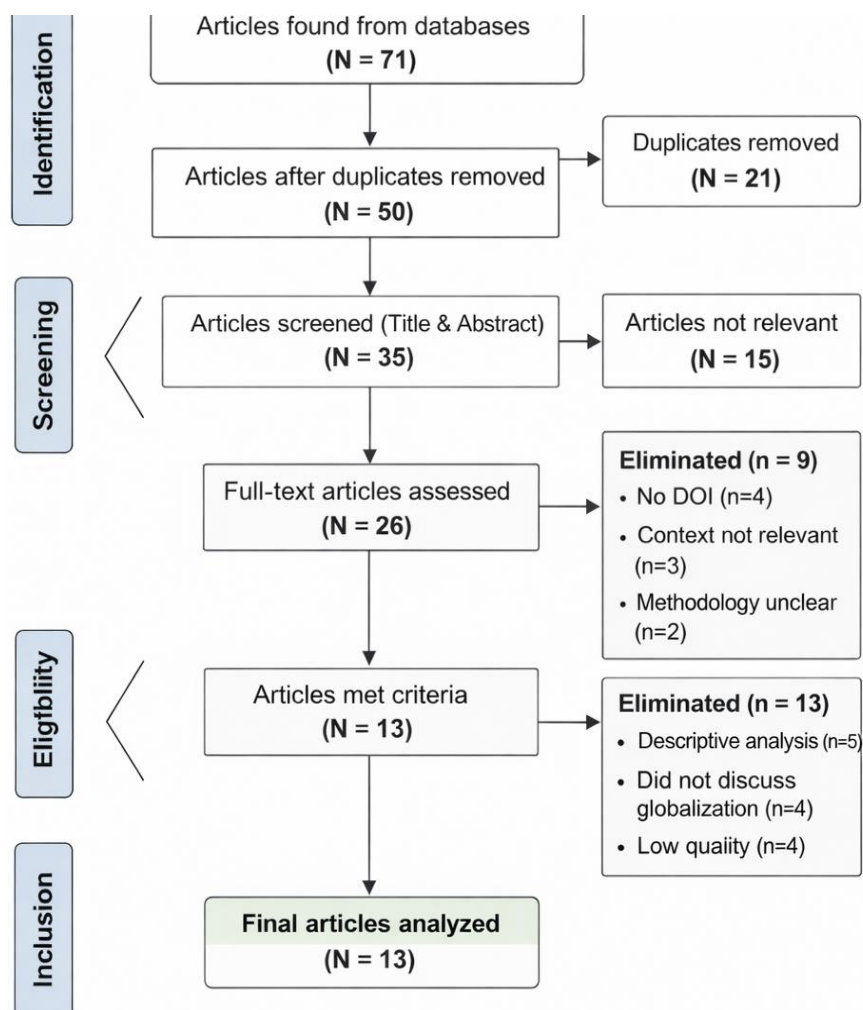 Identification
Articles found from databases
(N = 71)
Articles after duplicates removed
(N = 50)
Duplicates removed
(N = 21)
Screening
Articles screened (Title & Abstract)
(N = 35)
Articles not relevant
(N = 15)
Full-text articles assessed
(N = 26)
Eliminated (n = 9)
• No DOI (n=4)
• Context not relevant
(n=3)
• Methodology unclear
(n=2)
Eligfbliity
Articles met criteria
(N = 13)
Eliminated (n = 13)
• Descriptive analysis (n=5)
• Did not discuss
globalization (n=4)
• Low quaiity (n=4)
Inclusion
Final articles analyzed
(N = 13)